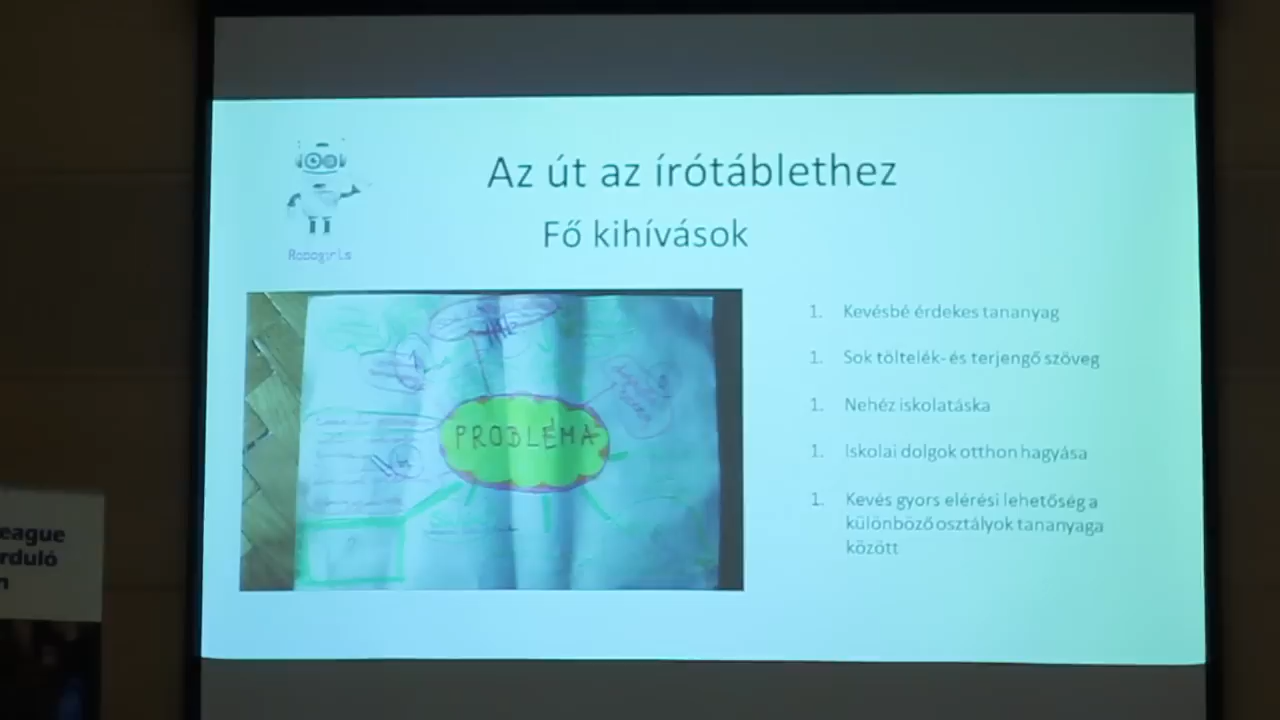 Az út az írótáblethez
Fő kihívások
Robogirls
PROBLÉMA
1. Kevésbé érdekes tananyag
1. Sok töltelék- és terjengő szöveg
1. Nehéz iskolatáska
1. Iskolai dolgok otthon hagyása
1. Kevés gyors elérési lehetőség a
különböző osztályok tananyaga
között
eague
rduló
n